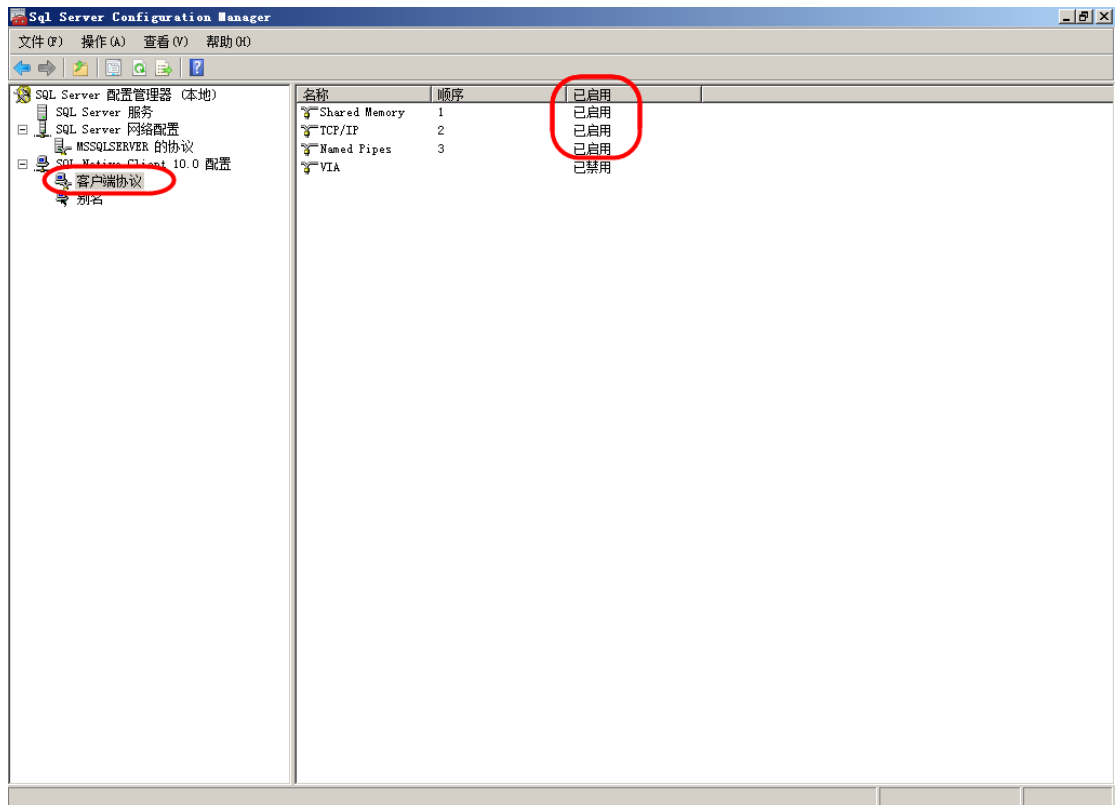 Sql Server Configuration Manager
文件(F) 操作(A) 查看(V) 帮助(H)
SQL Server 配置管理器 (本地)
SQL Server 服务
SQL Server 网络配置
MSSQLSERVER 的协议
SQL Native Client 10.0 配置
客户端协议
别名
名称 顺序 已启用
Shared Memory 1 已启用
TCP/IP 2 已启用
Named Pipes 3 已启用
VIA 已禁用